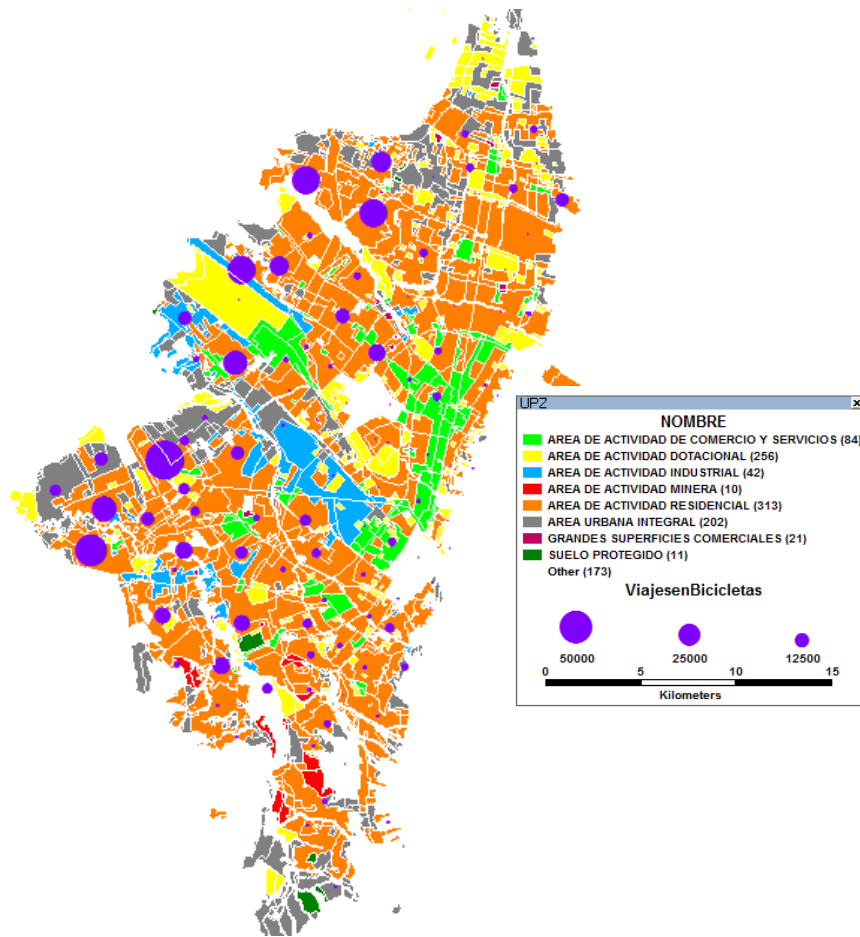 UPZ
NOMBRE
AREA DE ACTIVIDAD DE COMERCIO Y SERVICIOS (84)
AREA DE ACTIVIDAD DOTACIONAL (256)
AREA DE ACTIVIDAD INDUSTRIAL (42)
AREA DE ACTIVIDAD MINERA (10)
AREA DE ACTIVIDAD RESIDENCIAL (313)
AREA URBANA INTEGRAL (202)
GRANDES SUPERFICIES COMERCIALES (21)
SUELO PROTEGIDO (11)
Other (173)
ViajesenBicicletas
50000 25000 12500
0 5 10 15
Kilometers